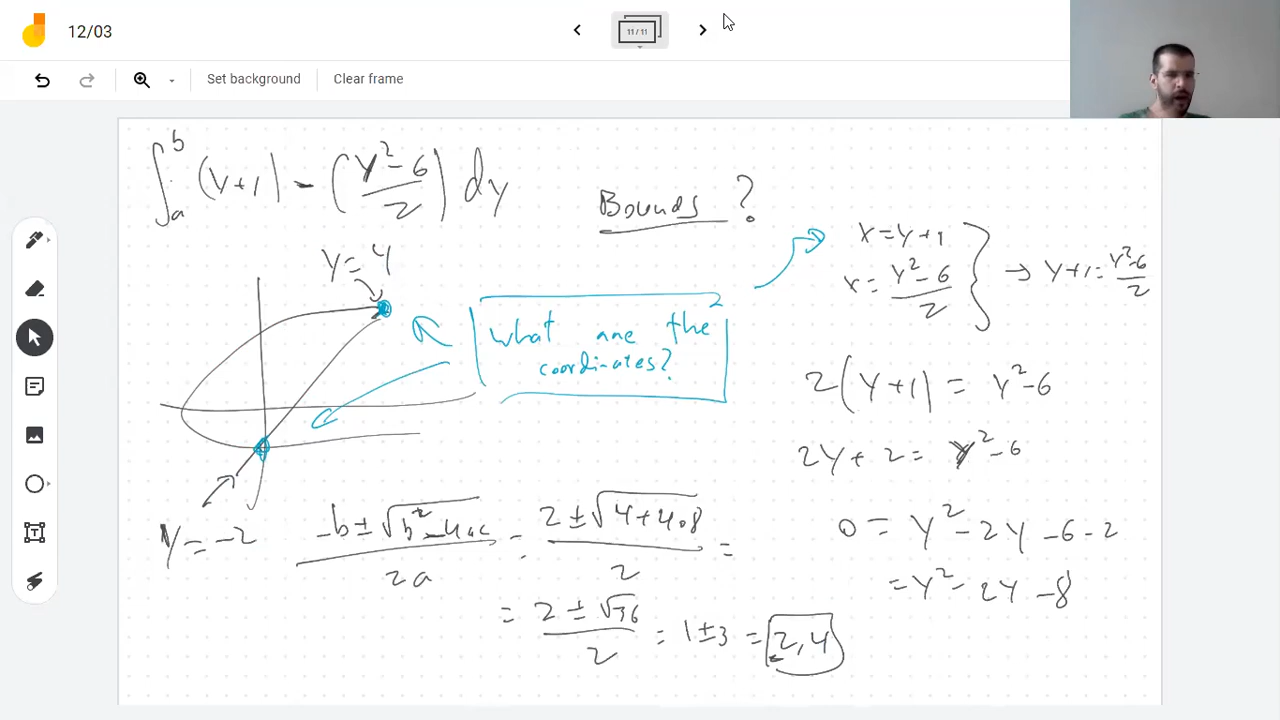 12/03
11 / 11
Set background
Clear frame
∫_a^b (y+1) - ((y²-6)/2) dy
Bounds ?
y = 4
What are the
coordinates?
y = -2
x = y+1
x = (y²-6)/2
} → y+1 = (y²-6)/2
2(y+1) = y²-6
2y + 2 = y²-6
0 = y² - 2y - 6 - 2
= y² - 2y - 8
(-b ± √(b²-4ac))/2a = (2 ± √(4+4·8))/2 =
= (2 ± √36)/2 = 1 ± 3 = -2, 4